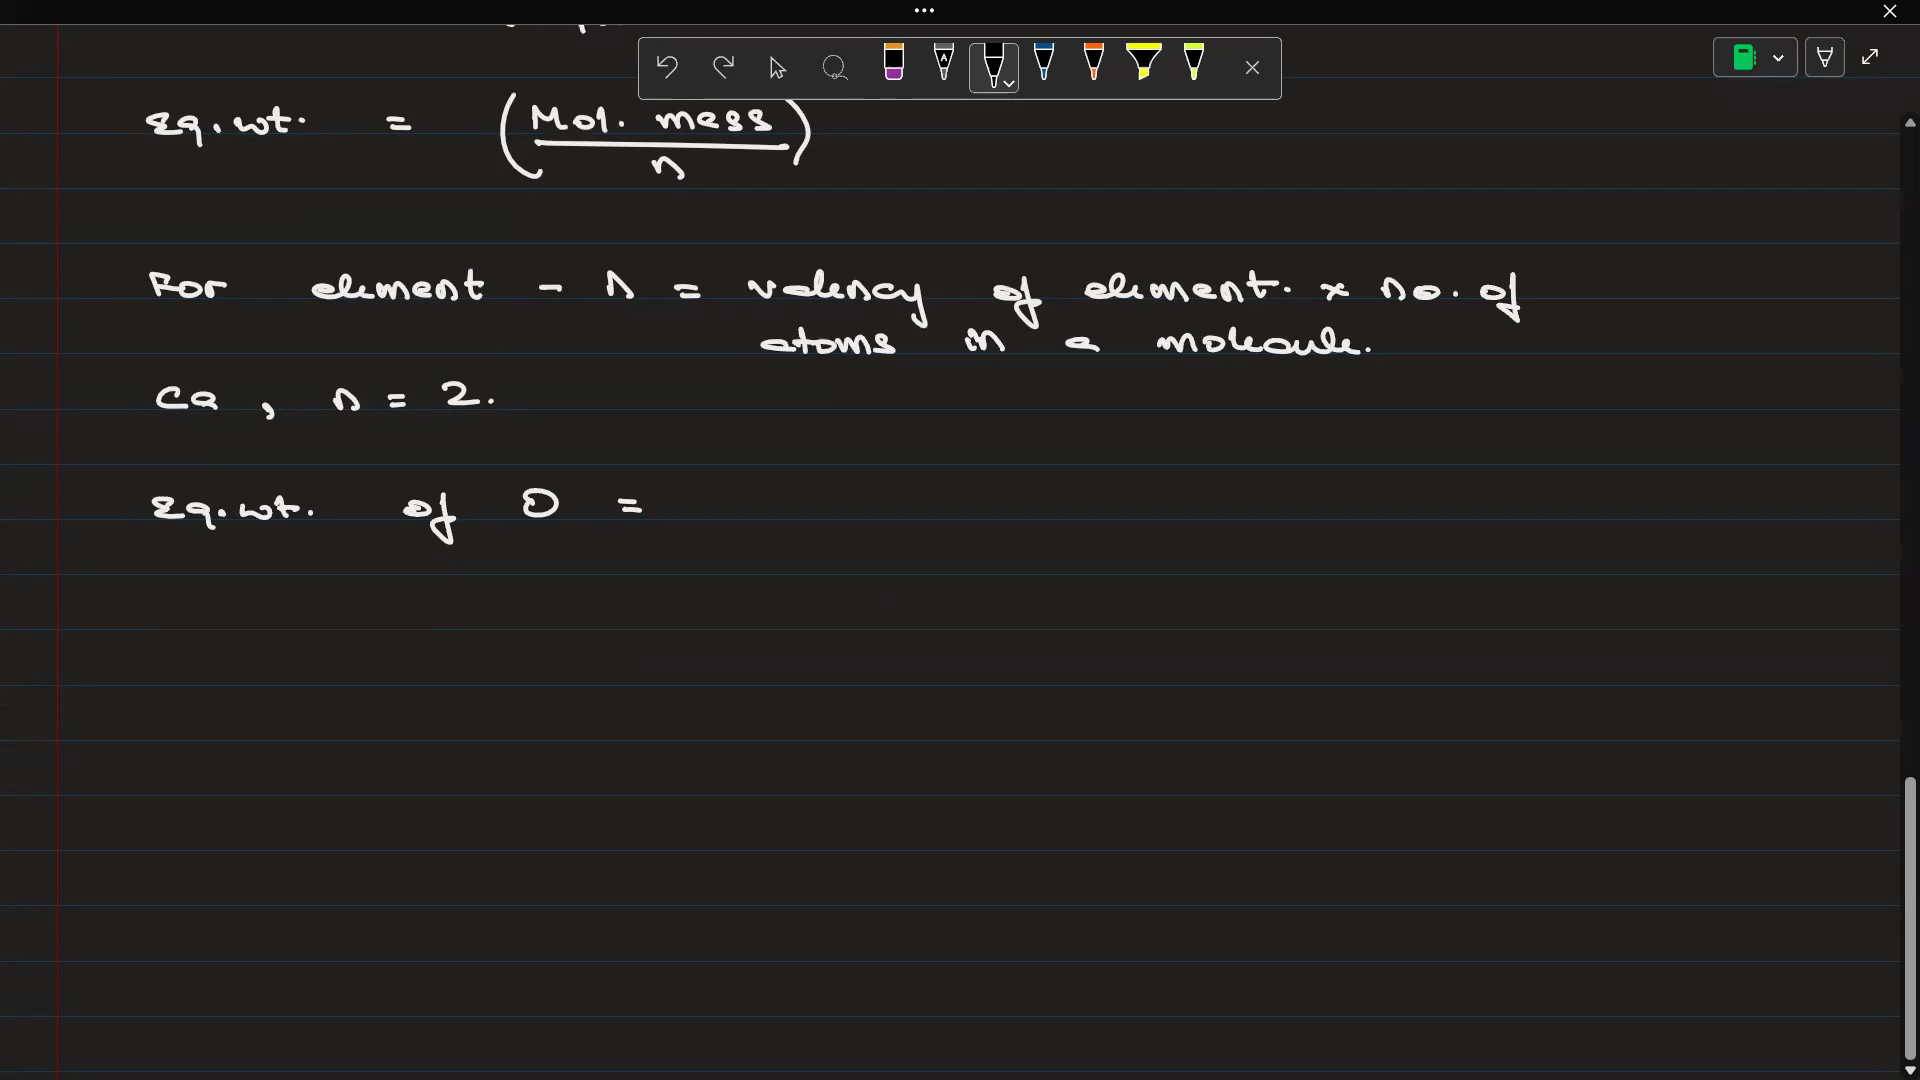 Eq.wt. = (Mol. mass / n)
For element - n = valency of element. × no. of
atoms in a molecule.
Ca, n = 2.
Eq.wt. of O =